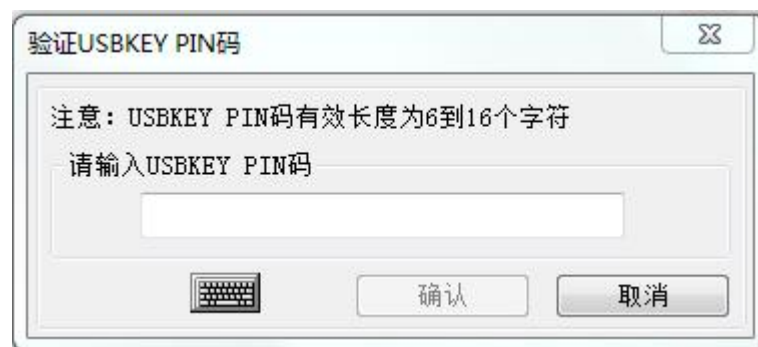 验证USBKEY PIN码
注意：USBKEY PIN码有效长度为6到16个字符
请输入USBKEY PIN码
确认
取消